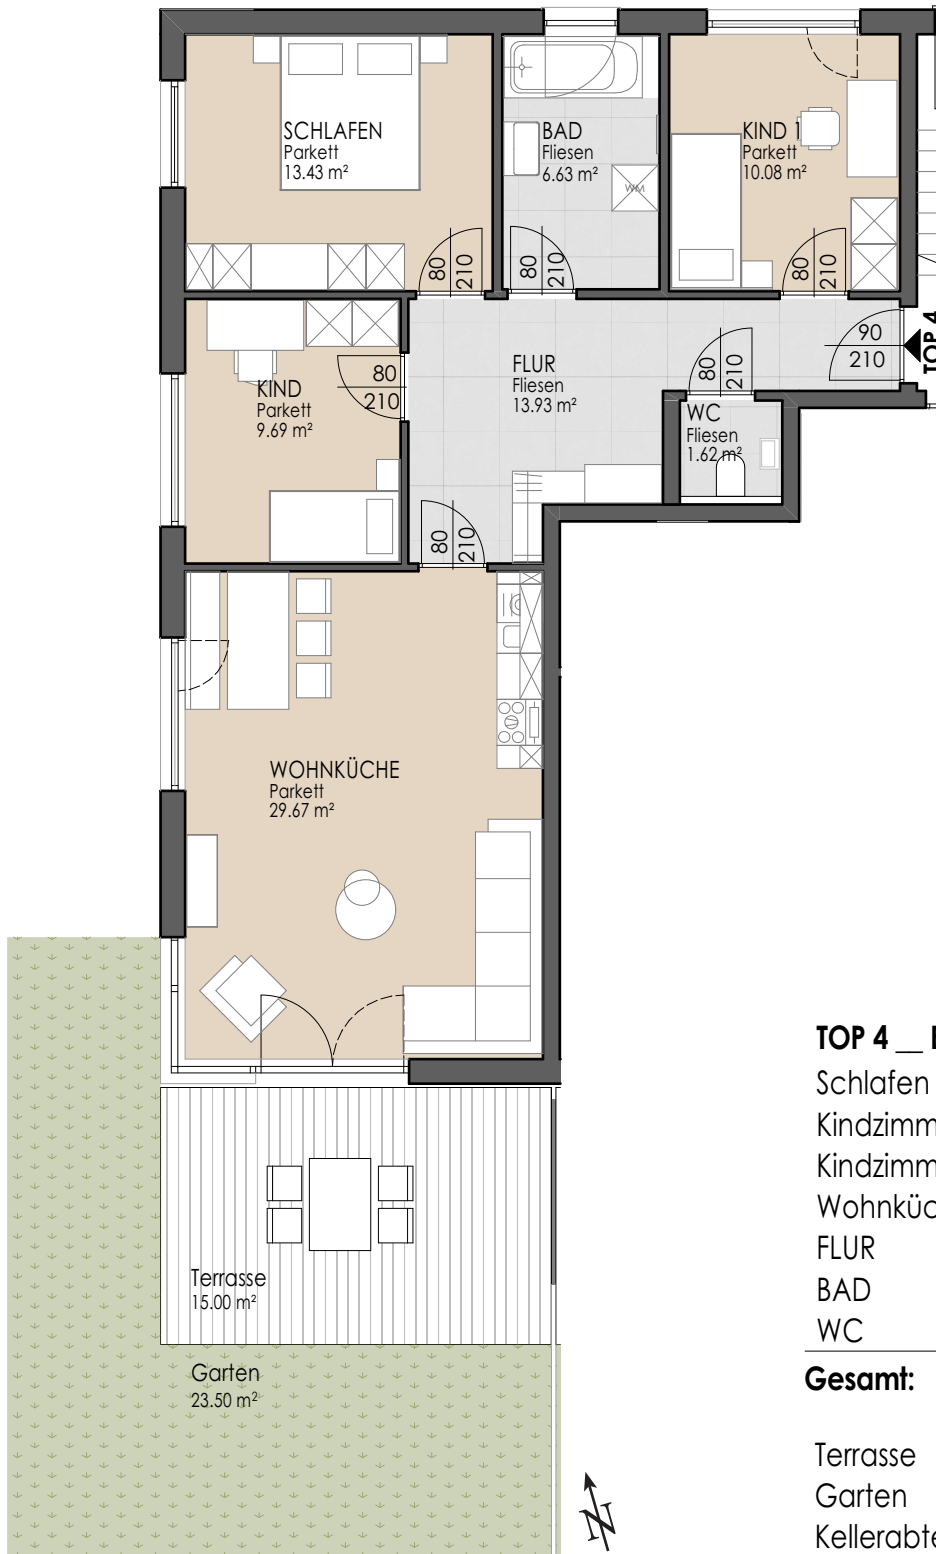 SCHLAFEN
Parkett
13.43 m²
BAD
Fliesen
6.63 m²
WM
KIND 1
Parkett
10.08 m²
80
210
80
210
80
210
KIND
Parkett
9.69 m²
80
210
FLUR
Fliesen
13.93 m²
80
210
90
210
TOP 4
WC
Fliesen
1.62 m²
80
210
WOHNKÜCHE
Parkett
29.67 m²
Terrasse
15.00 m²
Garten
23.50 m²
N
TOP 4 __
Schlafen
Kindzimm
Kindzimm
Wohnküc
FLUR
BAD
WC
Gesamt:
Terrasse
Garten
Kellerabte